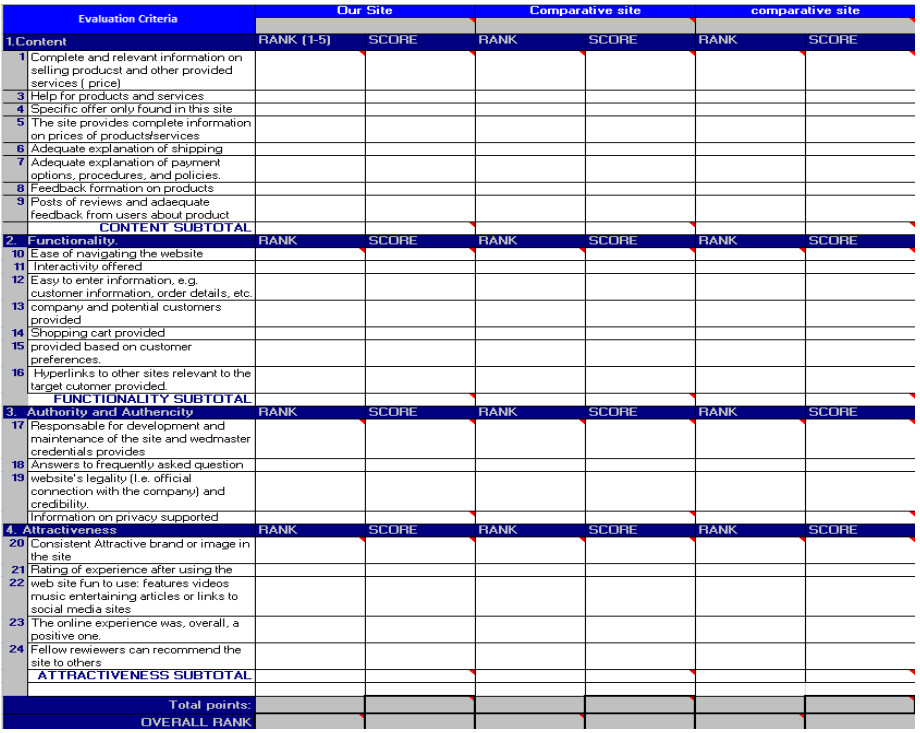 Evaluation Criteria Our Site Comparative site comparative site
1.Content RANK (1-5) SCORE RANK SCORE RANK SCORE
1 Complete and relevant information on
selling producst and other provided
services ( price)
3 Help for products and services
4 Specific offer only found in this site
5 The site provides complete information
on prices of products/services
6 Adequate explanation of shipping
7 Adequate explanation of payment
options, procedures, and policies.
8 Feedback formation on products
9 Posts of reviews and adaequate
feedback from users about product
CONTENT SUBTOTAL
2. Functionality. RANK SCORE RANK SCORE RANK SCORE
10 Ease of navigating the website
11 Interactivity offered
12 Easy to enter information, e.g.
customer information, order details, etc.
13 company and potential customers
provided
14 Shopping cart provided
15 provided based on customer
preferences.
16 Hyperlinks to other sites relevant to the
target cutomer provided.
FUNCTIONALITY SUBTOTAL
3. Authority and Authencity RANK SCORE RANK SCORE RANK SCORE
17 Responsable for development and
maintenance of the site and wedmaster
credentials provides
18 Answers to frequently asked question
19 website's legality (I.e. official
connection with the company) and
credibility.
Information on privacy supported
4. Attractiveness RANK SCORE RANK SCORE RANK SCORE
20 Consistent Attractive brand or image in
the site
21 Rating of experience after using the
22 web site fun to use: features videos
music entertaining articles or links to
social media sites
23 The online experience was, overall, a
positive one.
24 Fellow rewiewers can recommend the
site to others
ATTRACTIVENESS SUBTOTAL
Total points:
OVERALL RANK